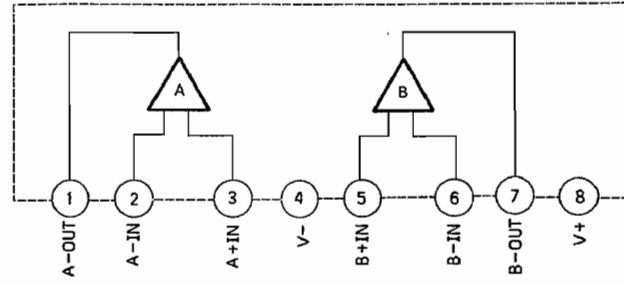 A B
1 2 3 4 5 6 7 8
A-OUT A-IN A+IN V- B+IN B-IN B-OUT V+